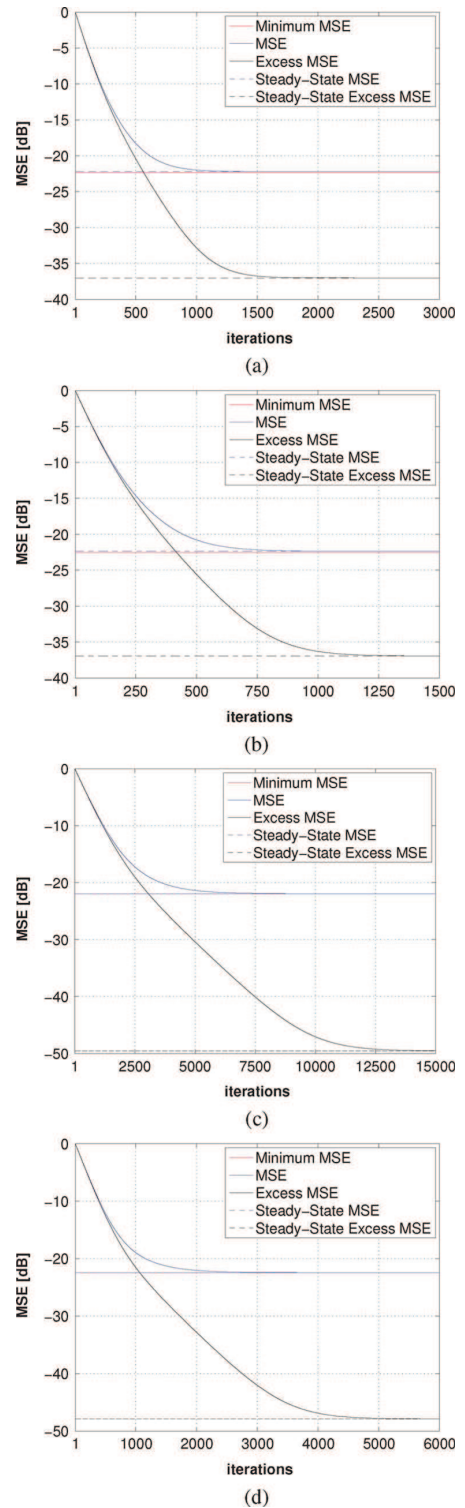 0
-5
-10
-15
-20
-25
-30
-35
-40
MSE [dB]
Minimum MSE
MSE
Excess MSE
Steady-State MSE
Steady-State Excess MSE
1 500 1000 1500 2000 2500 3000
iterations
(a)
0
-5
-10
-15
-20
-25
-30
-35
-40
MSE [dB]
Minimum MSE
MSE
Excess MSE
Steady-State MSE
Steady-State Excess MSE
1 250 500 750 1000 1250 1500
iterations
(b)
0
-10
-20
-30
-40
-50
MSE [dB]
Minimum MSE
MSE
Excess MSE
Steady-State MSE
Steady-State Excess MSE
1 2500 5000 7500 10000 12500 15000
iterations
(c)
0
-10
-20
-30
-40
-50
MSE [dB]
Minimum MSE
MSE
Excess MSE
Steady-State MSE
Steady-State Excess MSE
1 1000 2000 3000 4000 5000 6000
iterations
(d)